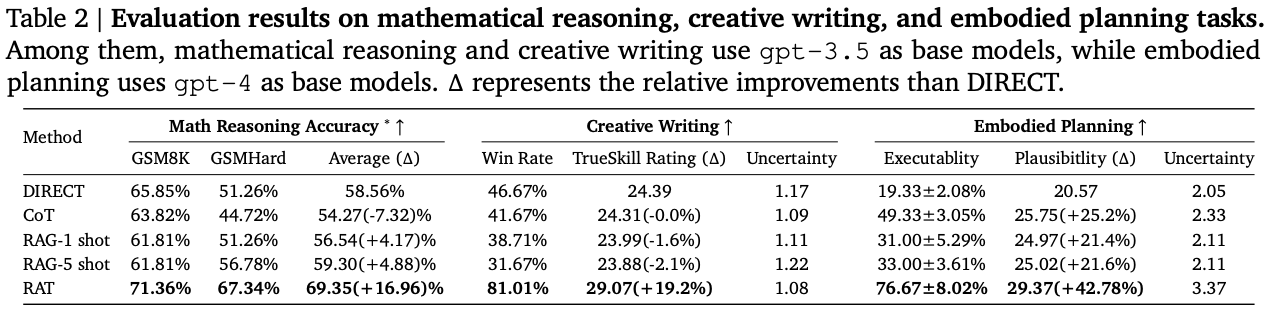 Table 2 | Evaluation results on mathematical reasoning, creative writing, and embodied planning tasks.
Among them, mathematical reasoning and creative writing use gpt-3.5 as base models, while embodied
planning uses gpt-4 as base models. Δ represents the relative improvements than DIRECT.
Method Math Reasoning Accuracy * ↑ Creative Writing ↑ Embodied Planning ↑
GSM8K GSMHard Average (Δ) Win Rate TrueSkill Rating (Δ) Uncertainty Executablity Plausibitlity (Δ) Uncertainty
DIRECT 65.85% 51.26% 58.56% 46.67% 24.39 1.17 19.33±2.08% 20.57 2.05
CoT 63.82% 44.72% 54.27(-7.32)% 41.67% 24.31(-0.0%) 1.09 49.33±3.05% 25.75(+25.2%) 2.33
RAG-1 shot 61.81% 51.26% 56.54(+4.17)% 38.71% 23.99(-1.6%) 1.11 31.00±5.29% 24.97(+21.4%) 2.11
RAG-5 shot 61.81% 56.78% 59.30(+4.88)% 31.67% 23.88(-2.1%) 1.22 33.00±3.61% 25.02(+21.6%) 2.11
RAT 71.36% 67.34% 69.35(+16.96)% 81.01% 29.07(+19.2%) 1.08 76.67±8.02% 29.37(+42.78%) 3.37